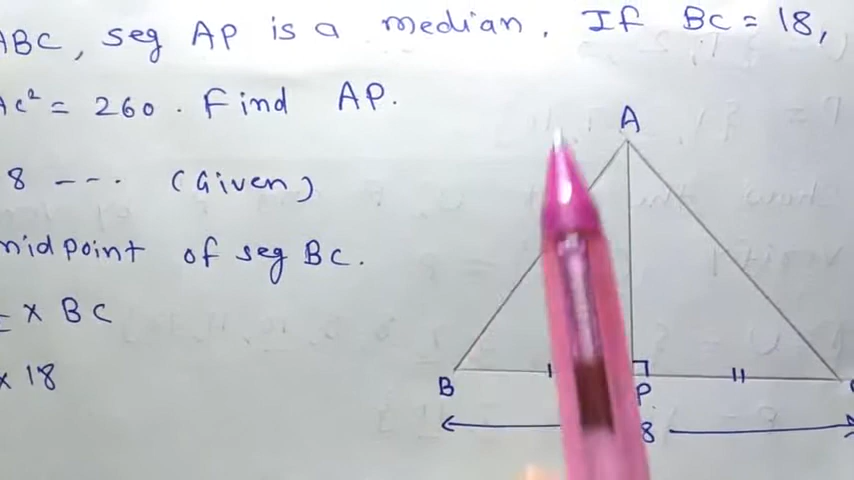 ABC, seg AP is a median. If BC = 18,
AC² = 260. Find AP.
8 --- (Given)
midpoint of seg BC.
x BC
x 18
A
B
P
8